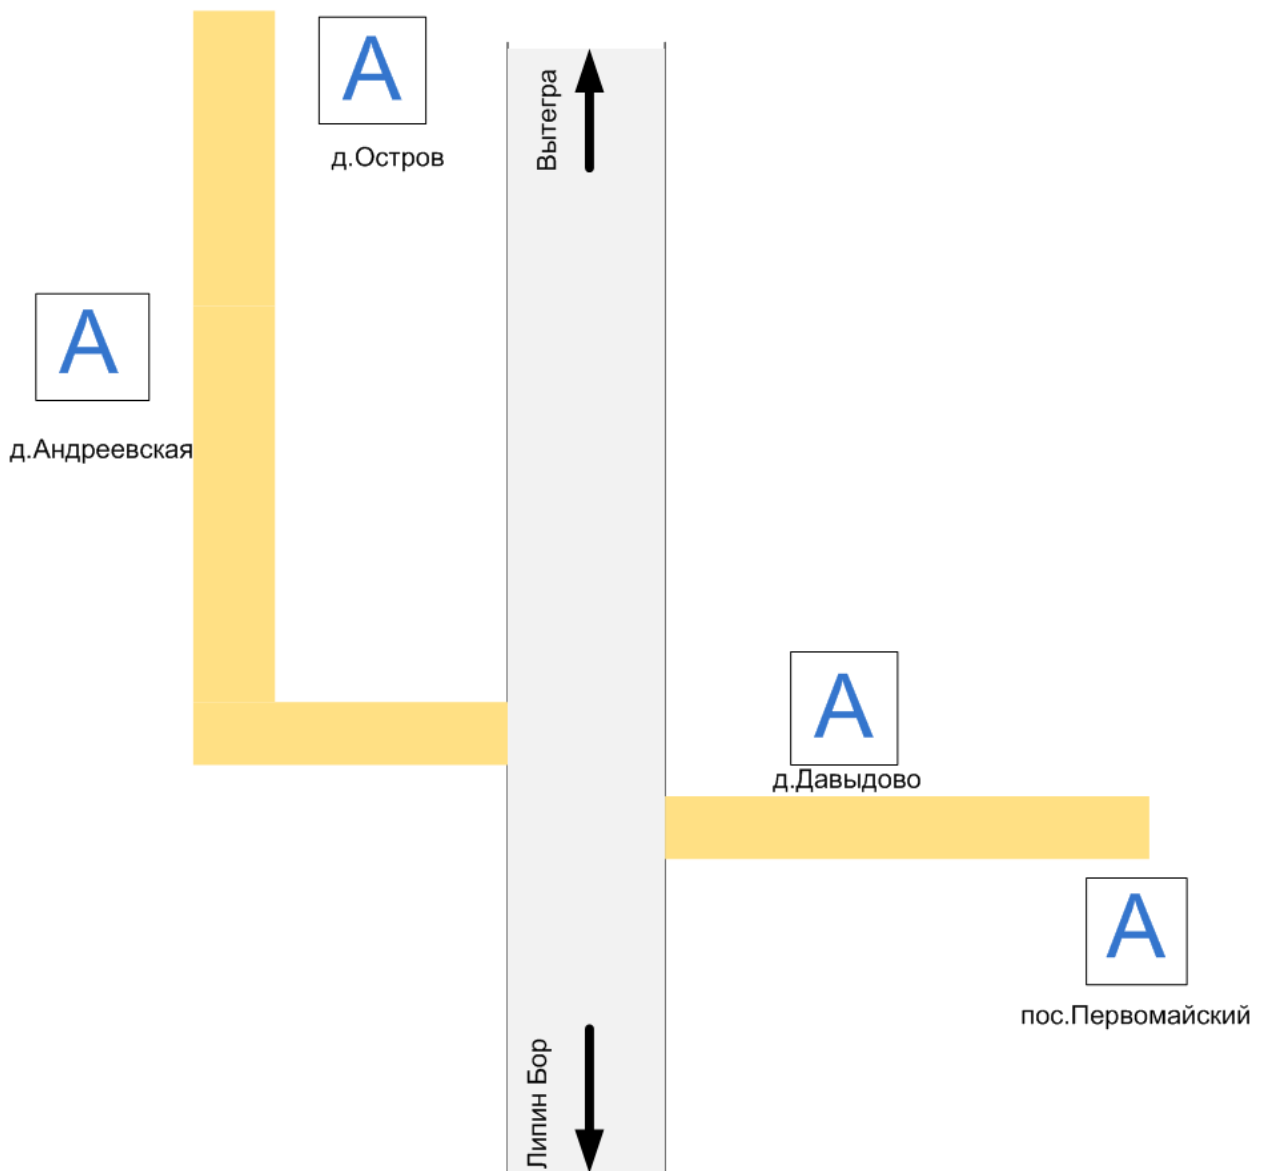 А
д.Остров
Вытегра
А
д.Андреевская
А
д.Давыдово
А
пос.Первомайский
Липин Бор